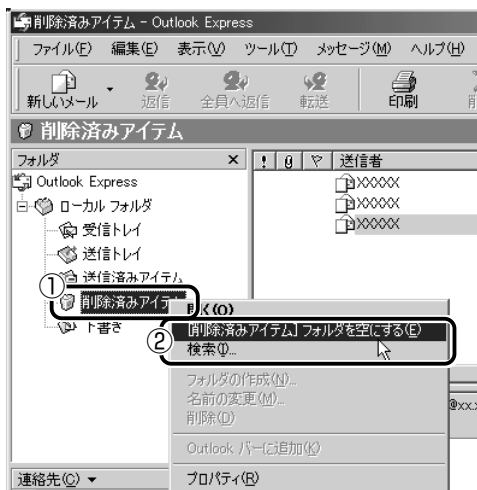 削除済みアイテム - Outlook Express
ファイル(F) 編集(E) 表示(V) ツール(T) メッセージ(M) ヘルプ(H)
新しいメール 返信 全員へ返信 転送 印刷
削除済みアイテム
フォルダ × ! 送信者
Outlook Express
XXXXX
ローカル フォルダ
XXXXX
受信トレイ
XXXXX
送信トレイ
送信済みアイテム
①
削除済みアイテム
開く(O)
下書き
②
[削除済みアイテム] フォルダを空にする(E)
検索(I)...
フォルダの作成(N)...
名前の変更(M)...
@xx.x
削除(D)
Outlook バーに追加(K)
連絡先(C) ▼
プロパティ(R)